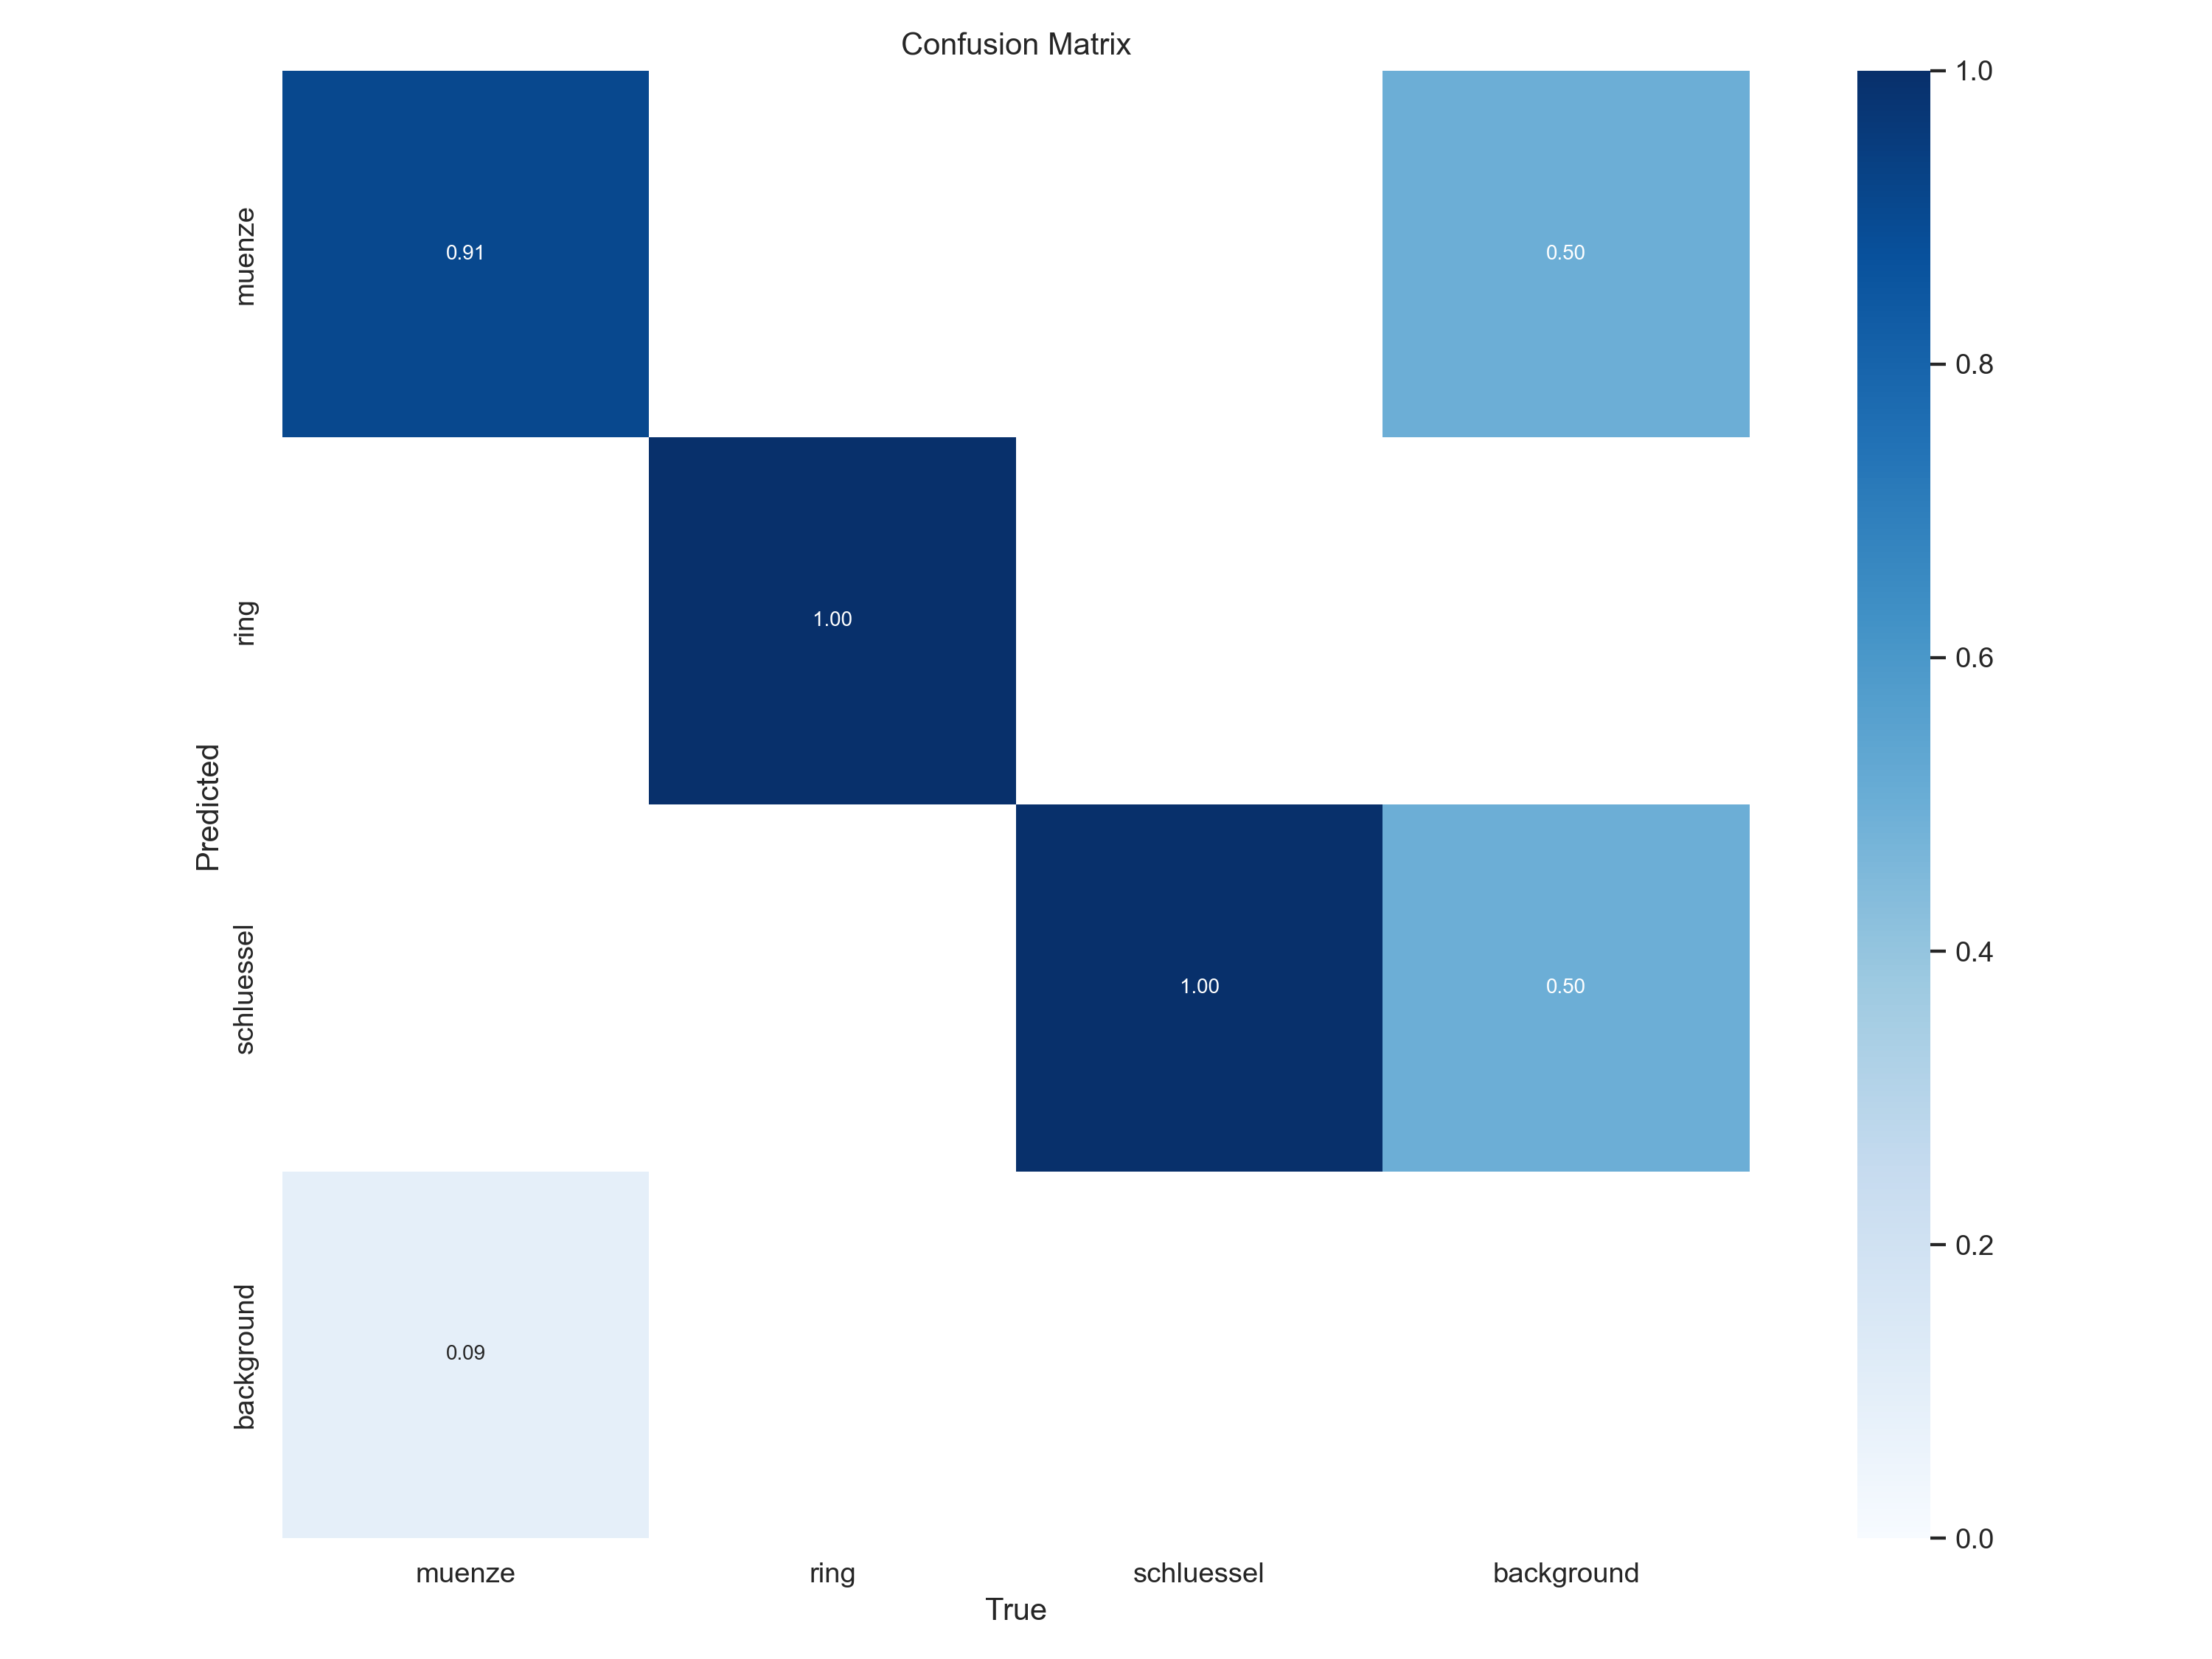 Confusion Matrix
muenze
ring
schluessel
background
Predicted
0.91
0.50
1.00
1.00
0.50
0.09
muenze
ring
schluessel
background
True
1.0
0.8
0.6
0.4
0.2
0.0